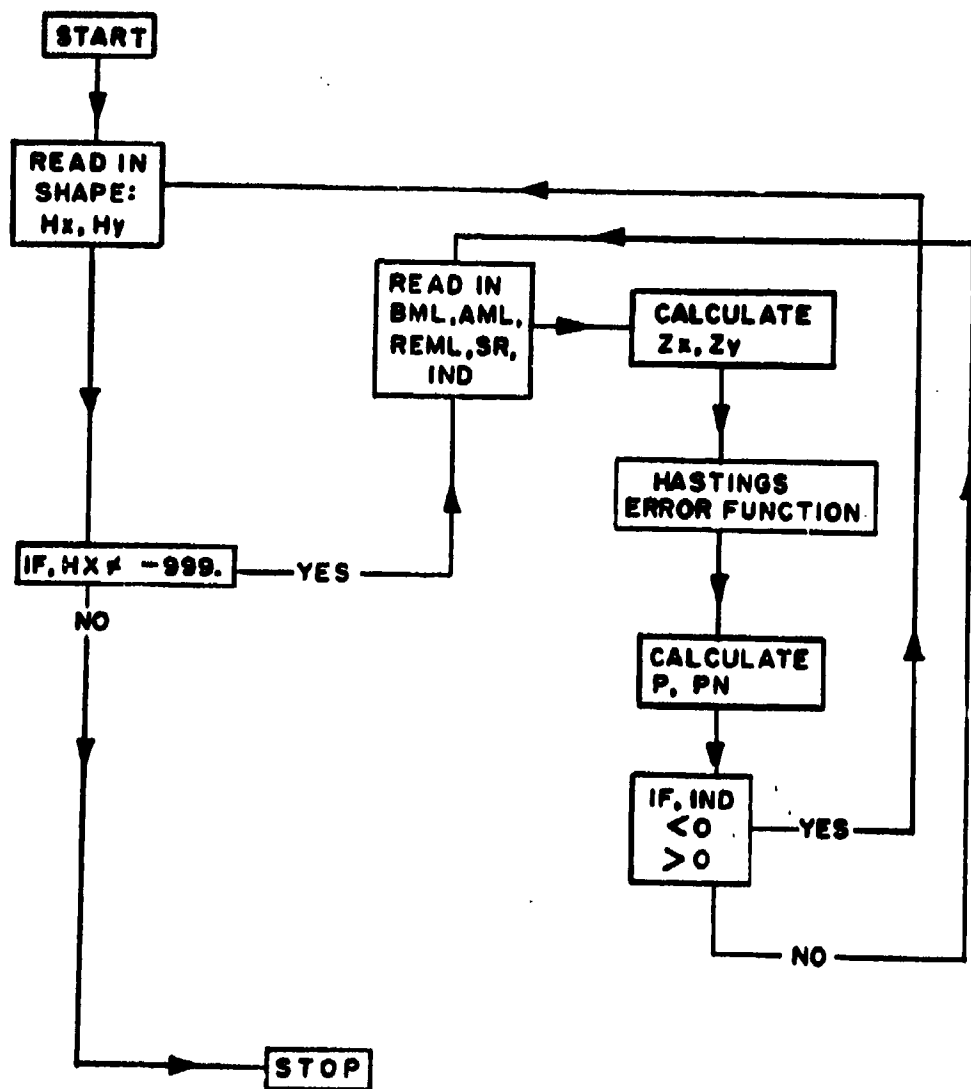 START
READ IN
SHAPE:
Hx, Hy
IF, HX ≠ -999.
YES
NO
READ IN
BML, AML,
REML, SR,
IND
CALCULATE
Zx, Zy
HASTINGS
ERROR FUNCTION
CALCULATE
P, PN
IF, IND
<0
>0
YES
NO
STOP